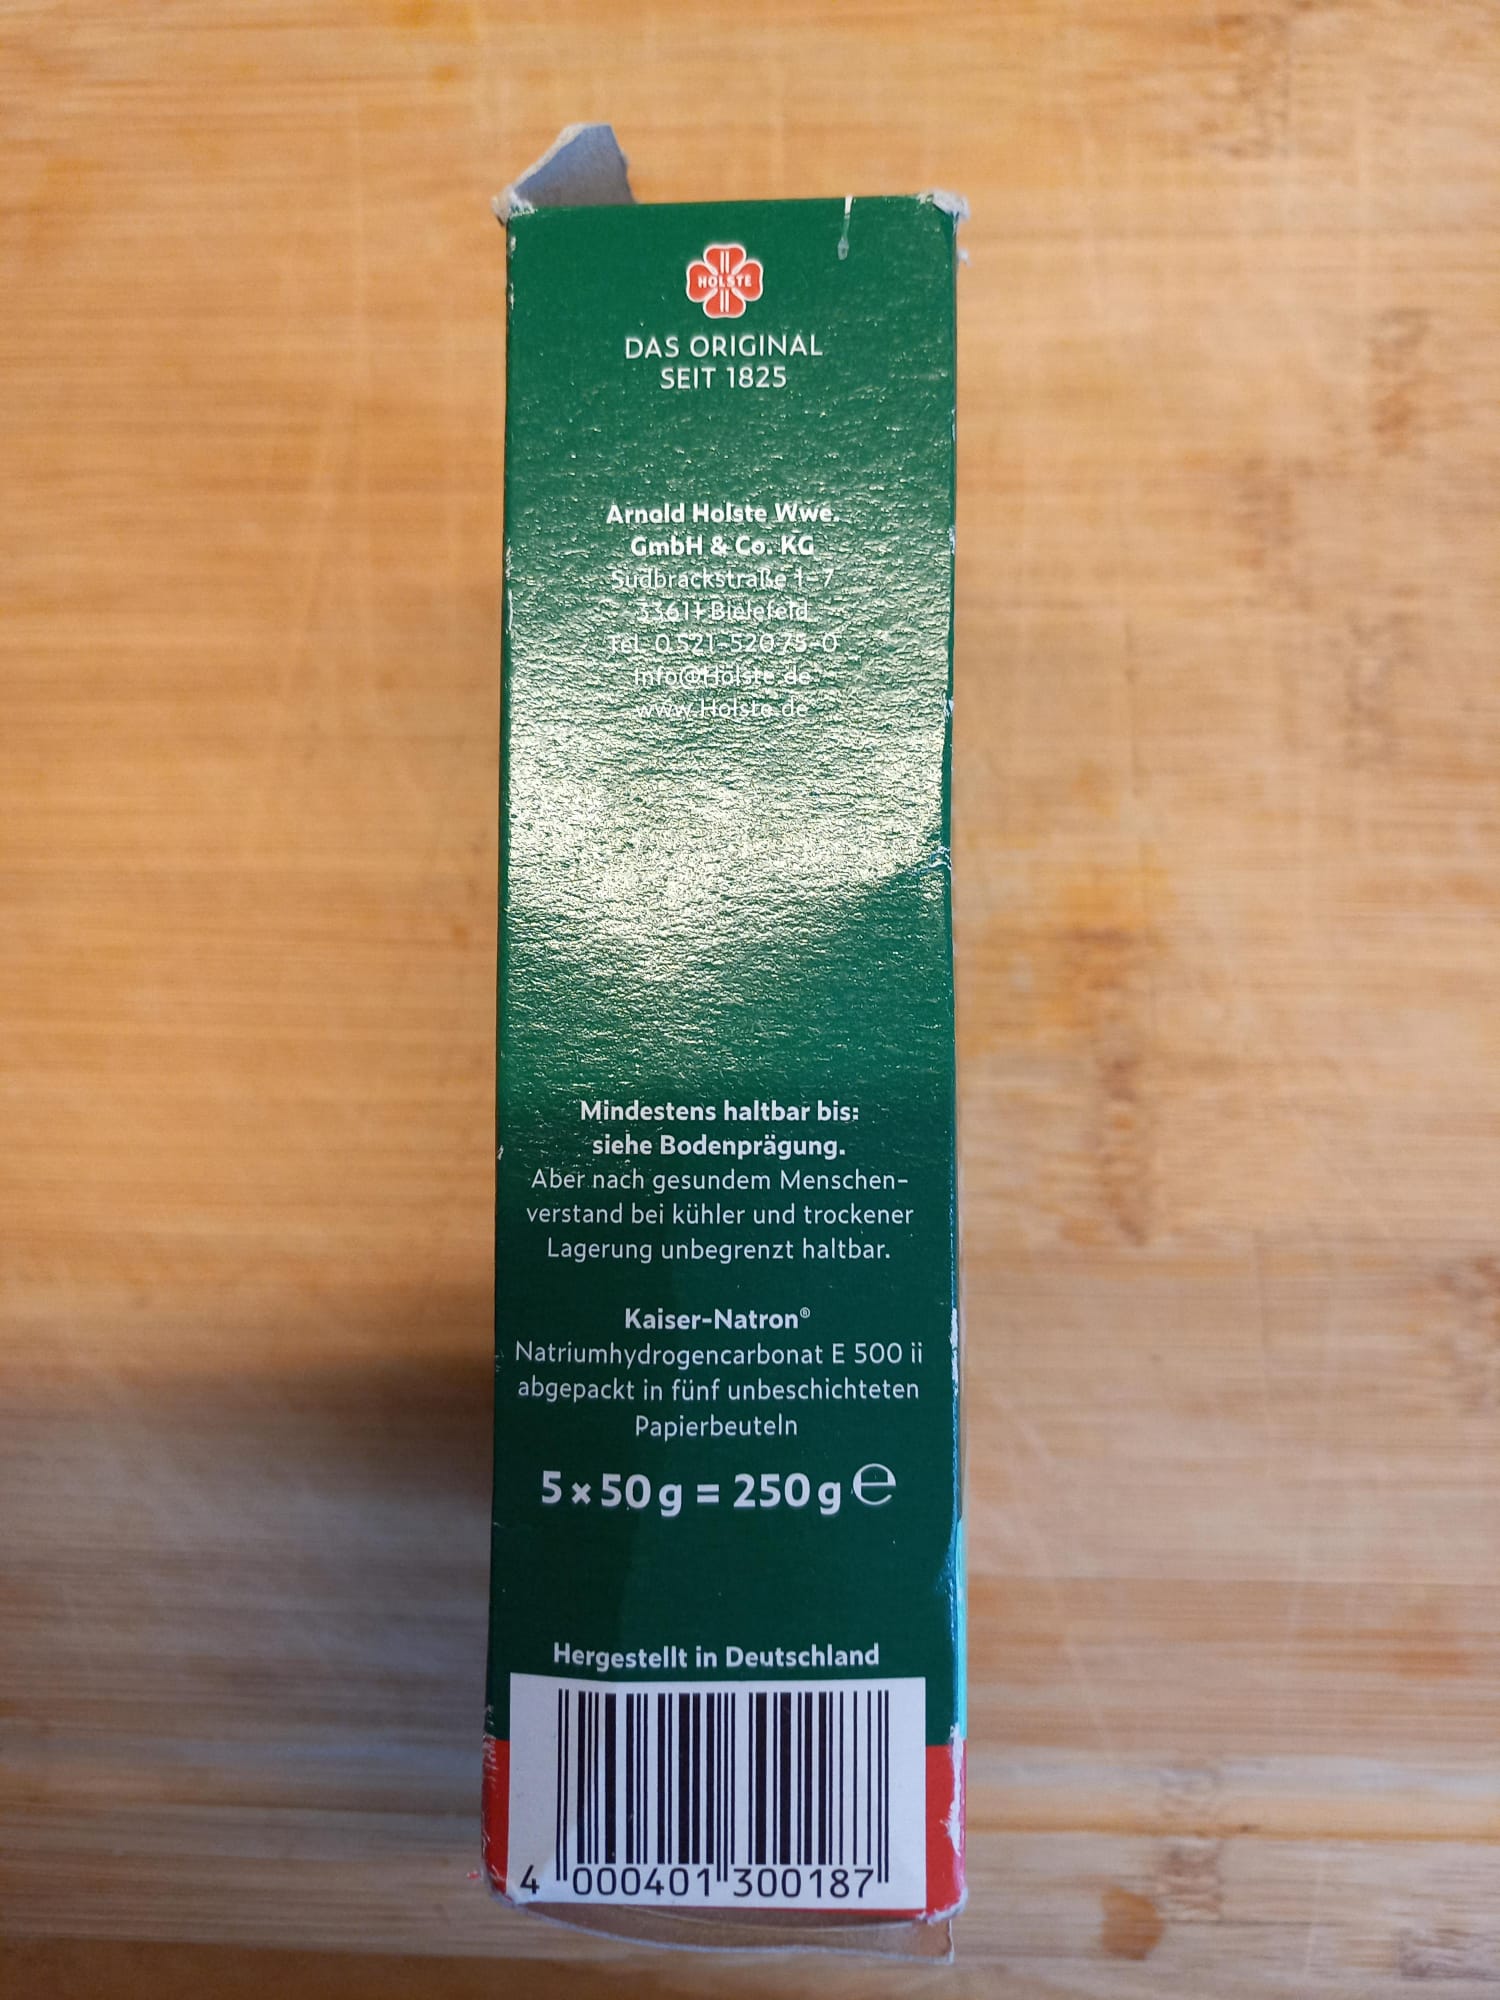 HOLSTE
DAS ORIGINAL
SEIT 1825
Arnold Holste Wwe.
GmbH & Co. KG
Sudbrackstraße 1-7
33611 Bielefeld
Tel. 0521-52075-0
Info@Holste.de
www.Holste.de
Mindestens haltbar bis:
siehe Bodenprägung.
Aber nach gesundem Menschen-
verstand bei kühler und trockener
Lagerung unbegrenzt haltbar.
Kaiser-Natron®
Natriumhydrogencarbonat E 500 ii
abgepackt in fünf unbeschichteten
Papierbeuteln
5 x 50 g = 250 g ℮
Hergestellt in Deutschland
4 000401 300187